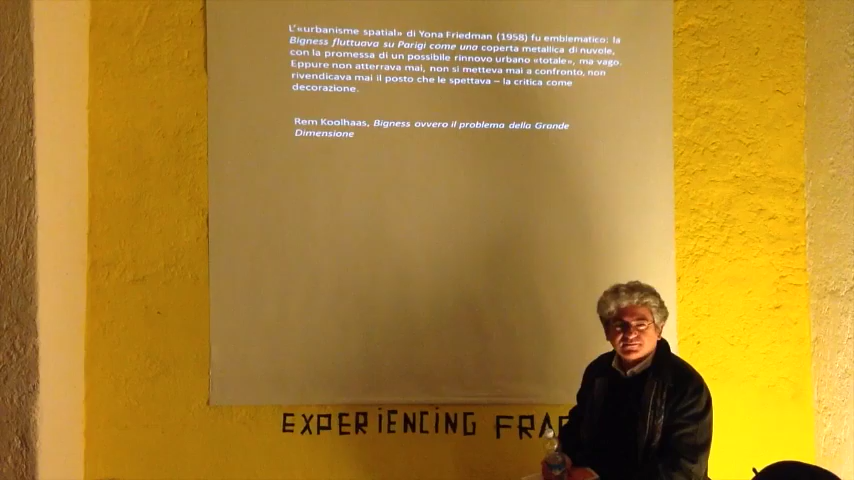 L'«urbanisme spatial» di Yona Friedman (1958) fu emblematico: la
Bigness fluttuava su Parigi come una coperta metallica di nuvole,
con la promessa di un possibile rinnovo urbano «totale», ma vago.
Eppure non atterrava mai, non si metteva mai a confronto, non
rivendicava mai il posto che le spettava – la critica come
decorazione.
Rem Koolhaas, Bigness ovvero il problema della Grande
Dimensione
EXPERIENCING FRA